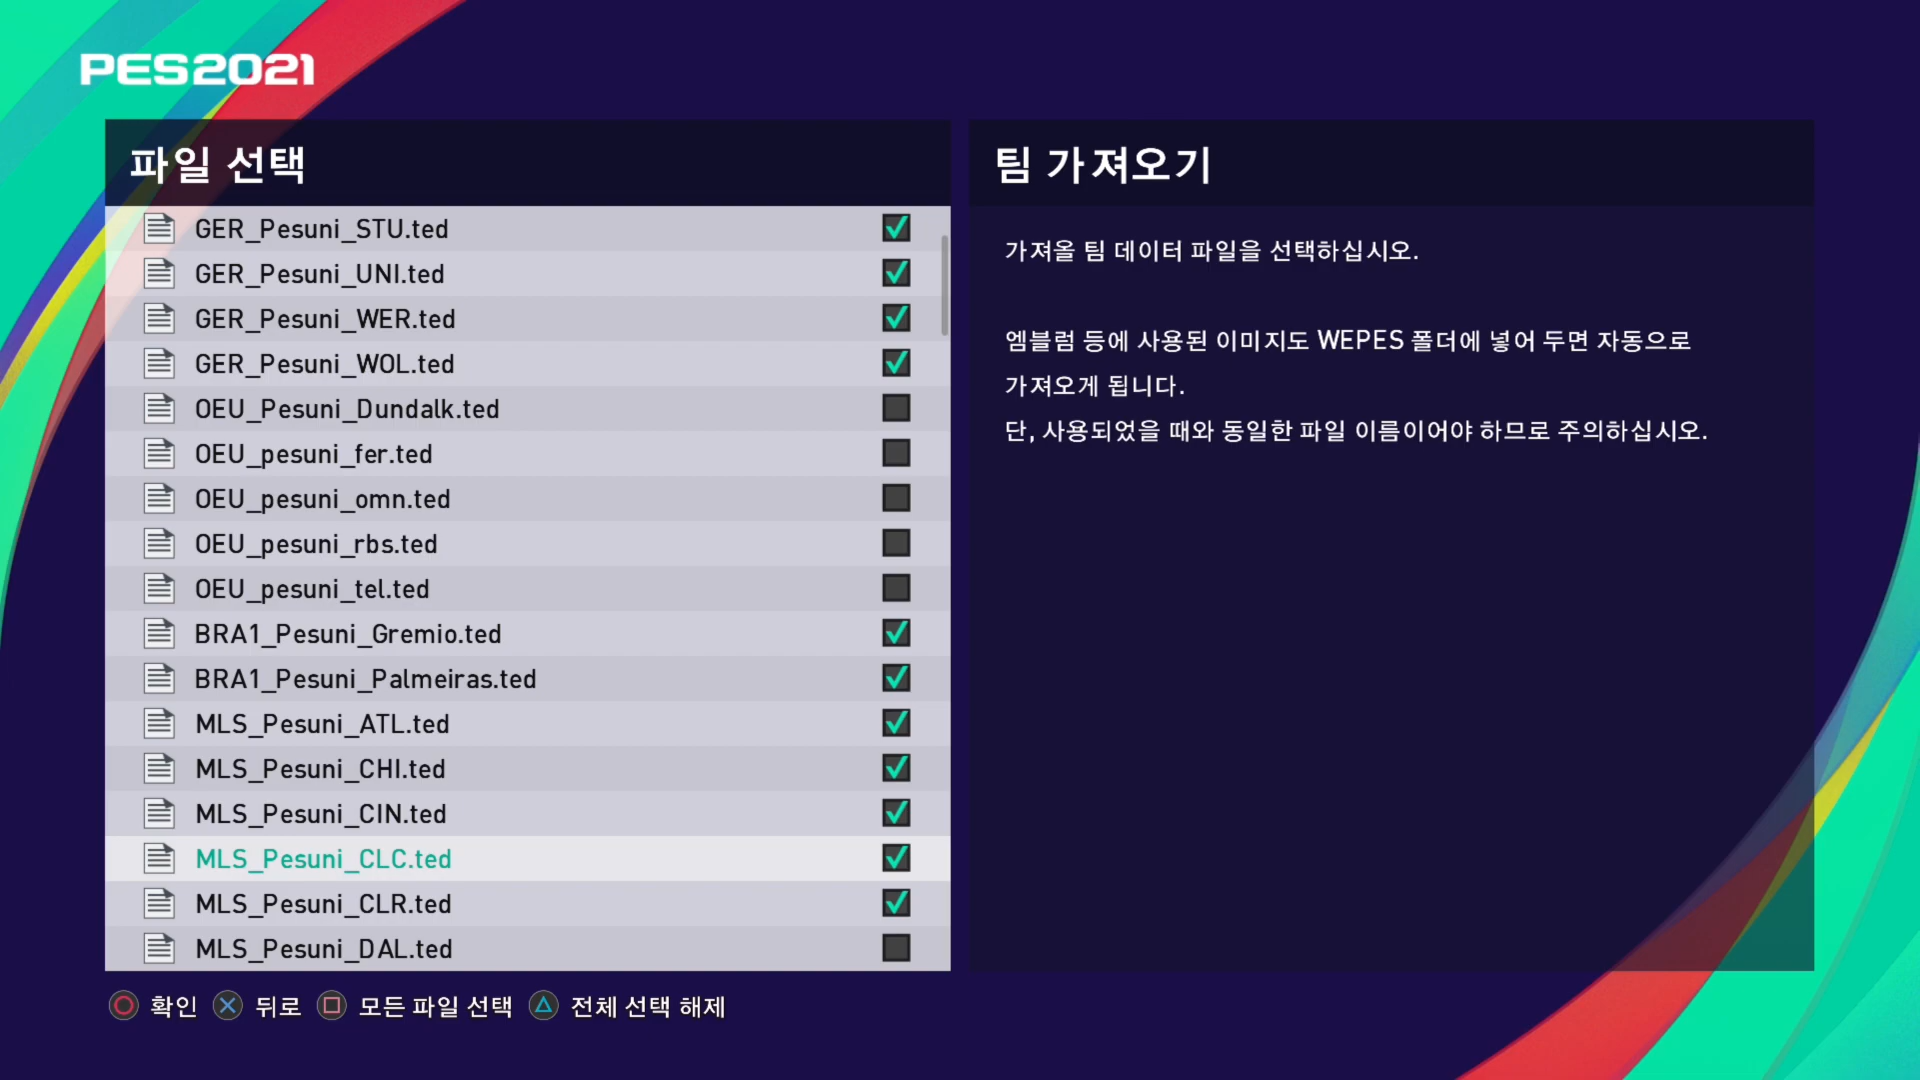 PES2021
파일 선택
GER_Pesuni_STU.ted
GER_Pesuni_UNI.ted
GER_Pesuni_WER.ted
GER_Pesuni_WOL.ted
OEU_Pesuni_Dundalk.ted
OEU_pesuni_fer.ted
OEU_pesuni_omn.ted
OEU_pesuni_rbs.ted
OEU_pesuni_tel.ted
BRA1_Pesuni_Gremio.ted
BRA1_Pesuni_Palmeiras.ted
MLS_Pesuni_ATL.ted
MLS_Pesuni_CHI.ted
MLS_Pesuni_CIN.ted
MLS_Pesuni_CLC.ted
MLS_Pesuni_CLR.ted
MLS_Pesuni_DAL.ted
팀 가져오기
가져올 팀 데이터 파일을 선택하십시오.
엠블럼 등에 사용된 이미지도 WEPES 폴더에 넣어 두면 자동으로
가져오게 됩니다.
단, 사용되었을 때와 동일한 파일 이름이어야 하므로 주의하십시오.
확인 뒤로 모든 파일 선택 전체 선택 해제